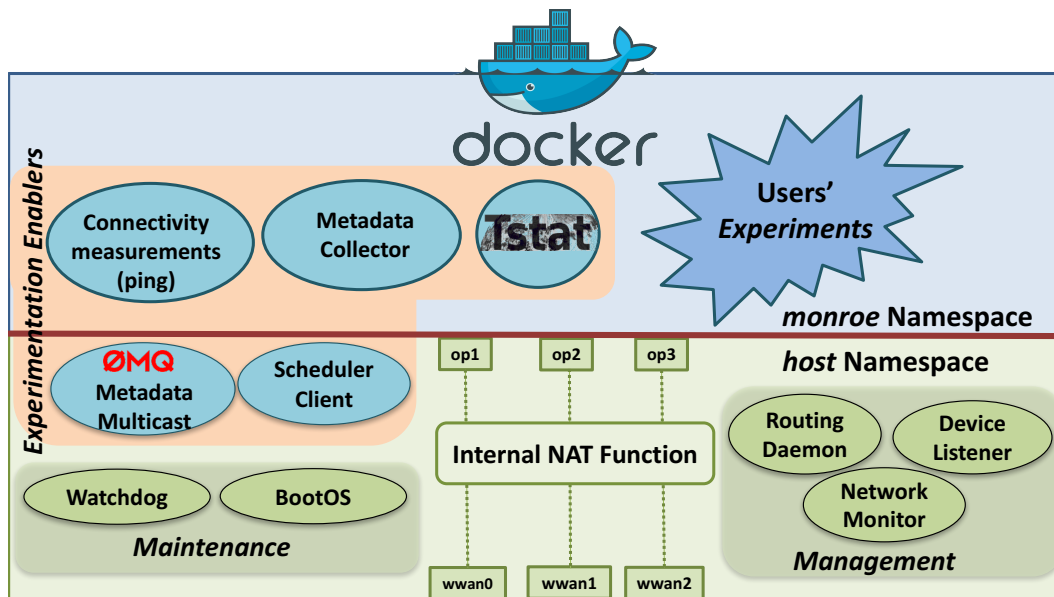 docker
Experimentation Enablers
Connectivity
measurements
(ping)
Metadata
Collector
Tstat
Users’
Experiments
monroe Namespace
host Namespace
ØMQ
Metadata
Multicast
Scheduler
Client
op1
op2
op3
Internal NAT Function
Routing
Daemon
Device
Listener
Network
Monitor
Management
Watchdog
BootOS
Maintenance
wwan0
wwan1
wwan2